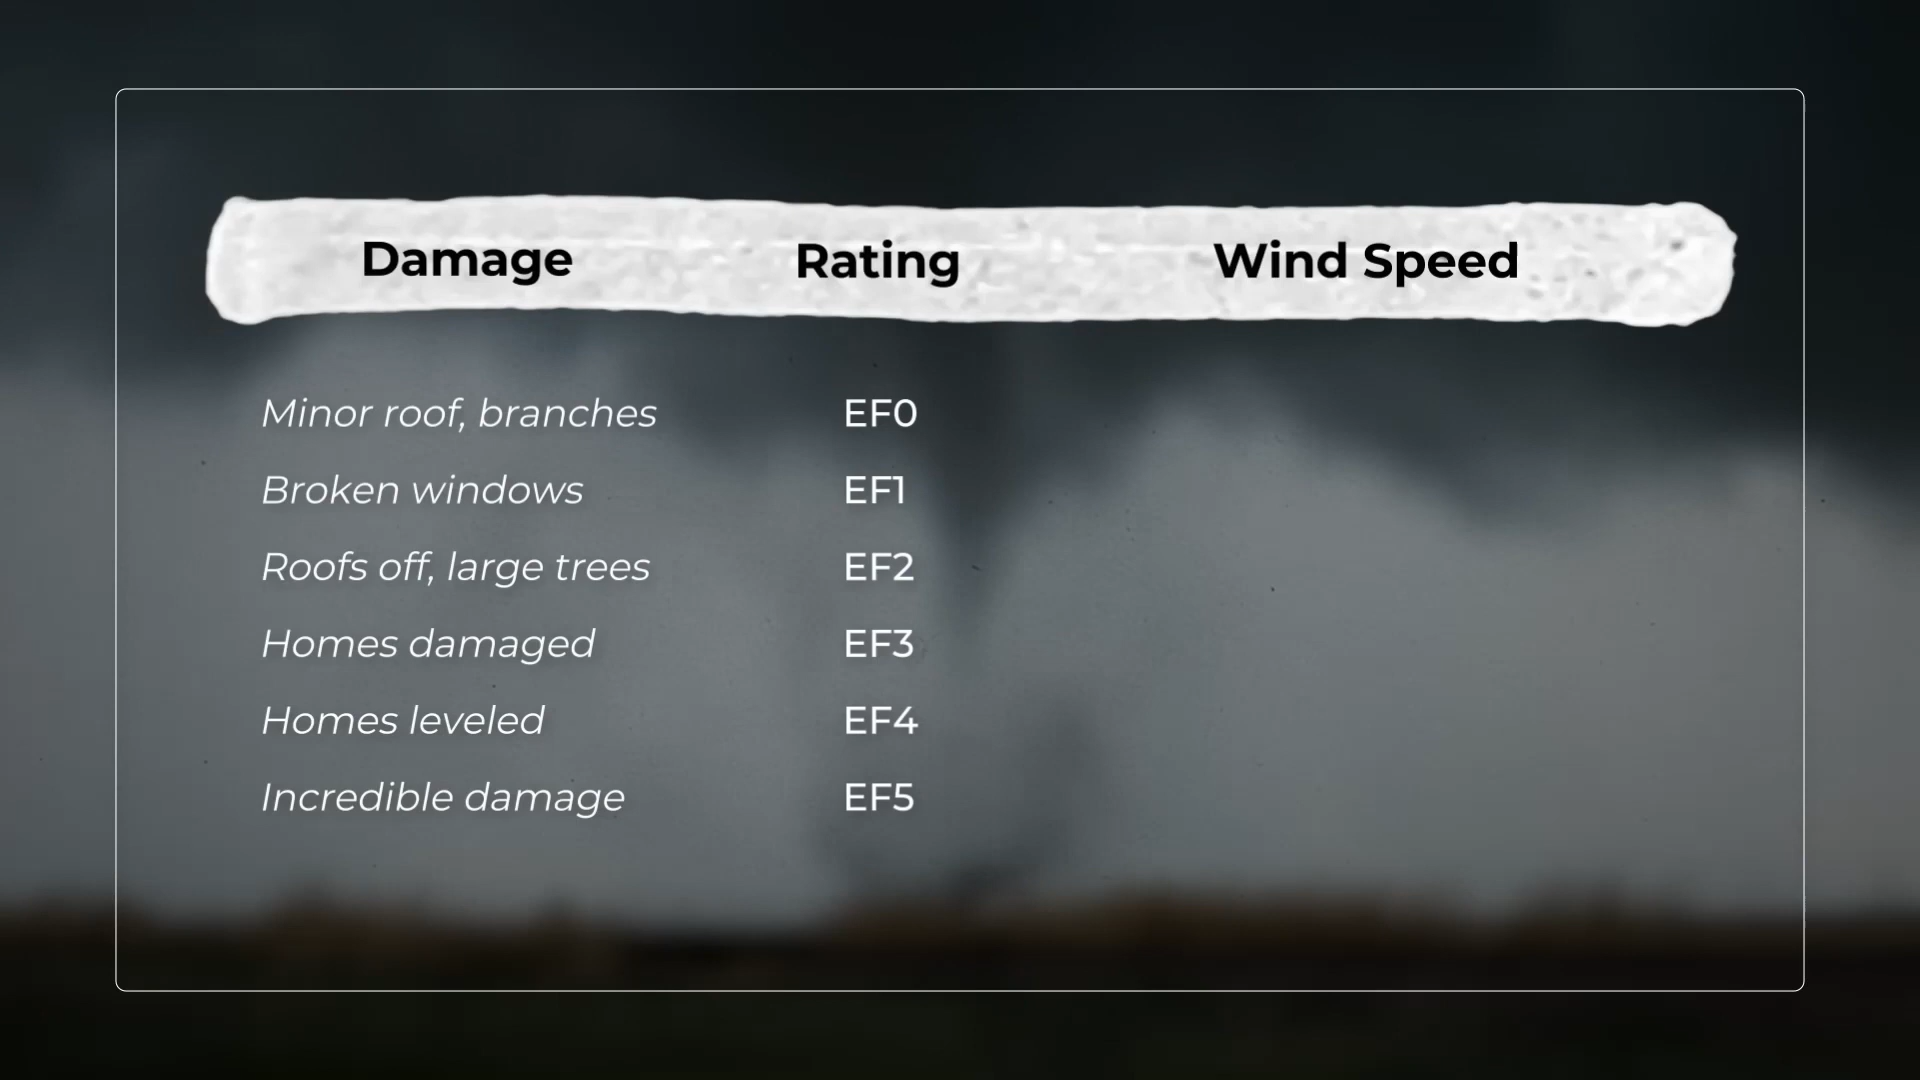 Damage Rating Wind Speed
Minor roof, branches EF0
Broken windows EF1
Roofs off, large trees EF2
Homes damaged EF3
Homes leveled EF4
Incredible damage EF5